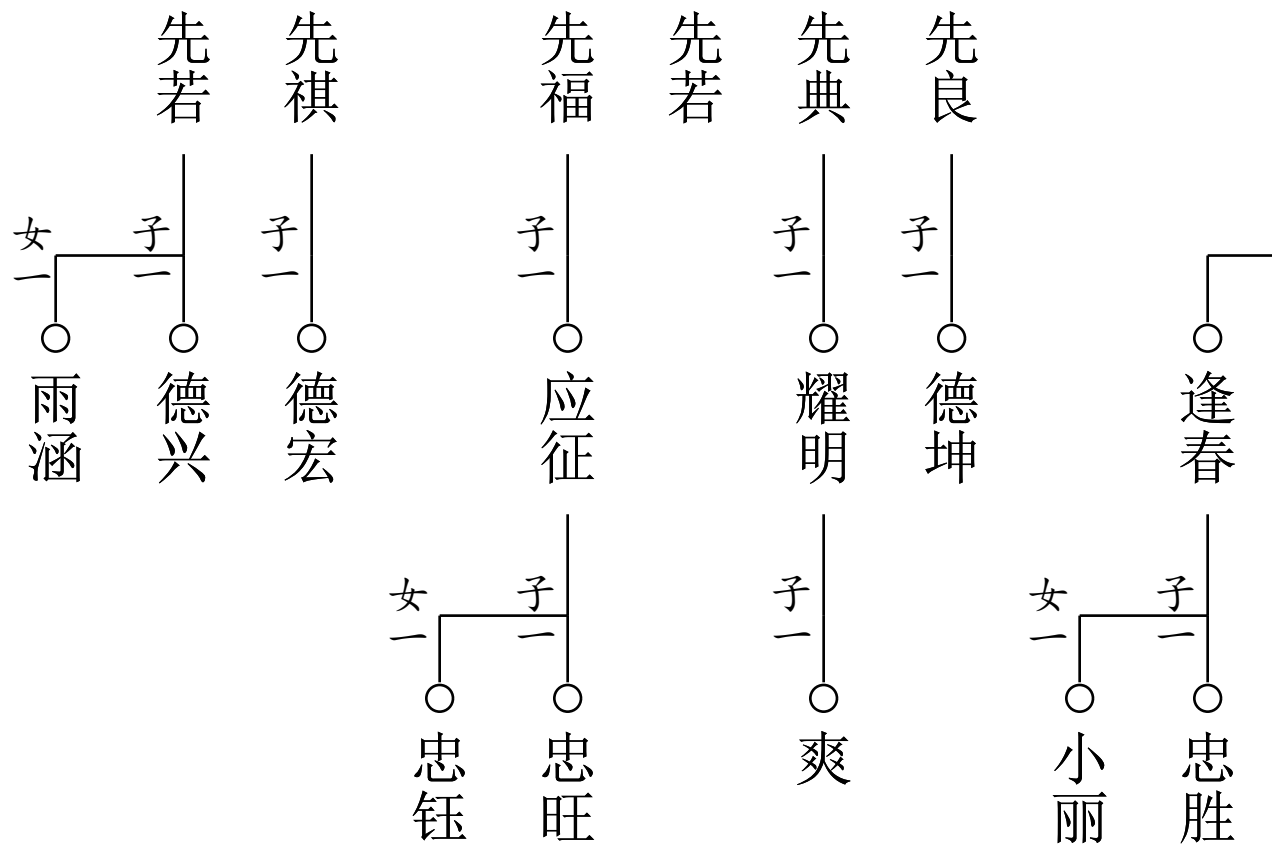 先良
先典
先若
先福
先祺
先若
子一
子一
子一
子一
子一
女一
逢春
德坤
耀明
应征
德宏
德兴
雨涵
子一
女一
子一
子一
女一
忠胜
小丽
爽
忠旺
忠钰